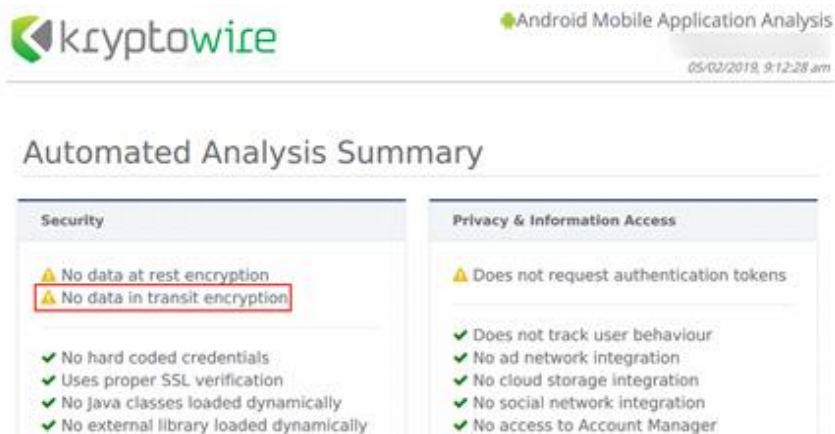 kryptowire
Android Mobile Application Analysis
05/02/2019, 9:12:28 am
Automated Analysis Summary
Security
No data at rest encryption
No data in transit encryption
No hard coded credentials
Uses proper SSL verification
No Java classes loaded dynamically
No external library loaded dynamically
Privacy & Information Access
Does not request authentication tokens
Does not track user behaviour
No ad network integration
No cloud storage integration
No social network integration
No access to Account Manager